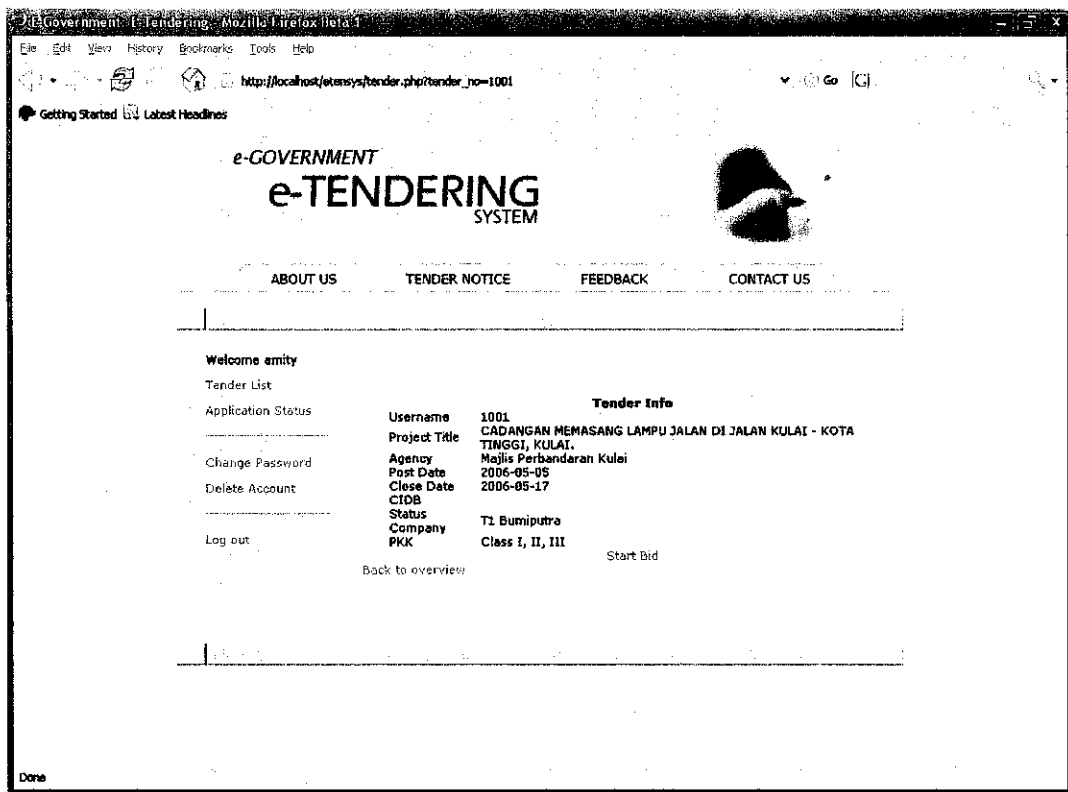 E-Government: E-Tendering - Mozilla Firefox Beta 1
File Edit View History Bookmarks Tools Help
http://localhost/etensys/tender.php?tender_no=1001
Go
Getting Started Latest Headlines
e-GOVERNMENT
e-TENDERING
SYSTEM
ABOUT US TENDER NOTICE FEEDBACK CONTACT US
Welcome amity
Tender List
Application Status
Change Password
Delete Account
Log out
Tender Info
Username 1001
Project Title CADANGAN MEMASANG LAMPU JALAN DI JALAN KULAI - KOTA
TINGGI, KULAI.
Agency Majlis Perbandaran Kulai
Post Date 2006-05-05
Close Date 2006-05-17
CIDB
Status
Company T1 Bumiputra
PKK Class I, II, III
Start Bid
Back to overview
Done